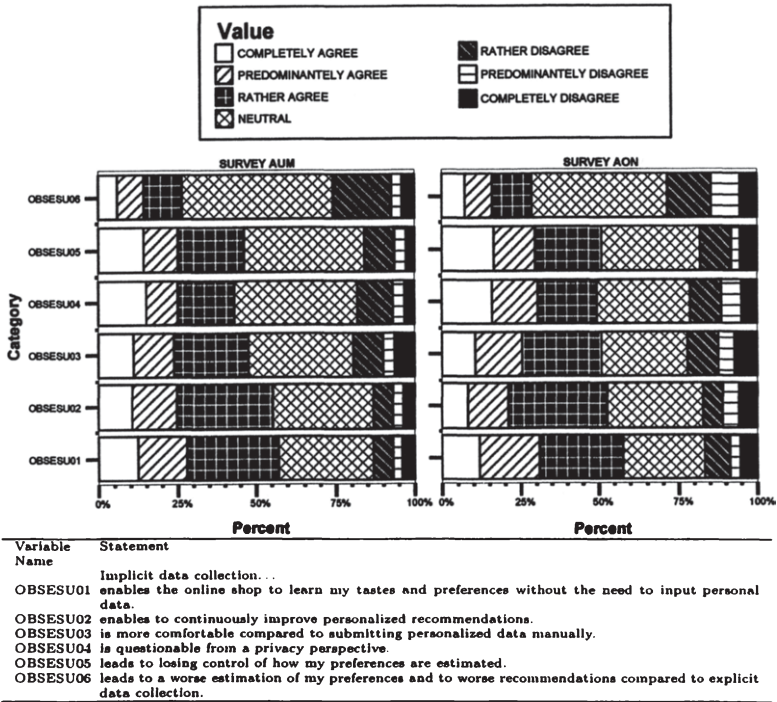 Value
COMPLETELY AGREE
PREDOMINANTELY AGREE
RATHER AGREE
NEUTRAL
RATHER DISAGREE
PREDOMINANTELY DISAGREE
COMPLETELY DISAGREE
SURVEY AUM
SURVEY AON
Category
OBSESU06
OBSESU05
OBSESU04
OBSESU03
OBSESU02
OBSESU01
0% 25% 50% 75% 100%
0% 25% 50% 75% 100%
Percent
Percent
Variable Statement
Name
Implicit data collection...
OBSESU01 enables the online shop to learn my tastes and preferences without the need to input personal
data.
OBSESU02 enables to continuously improve personalized recommendations.
OBSESU03 is more comfortable compared to submitting personalized data manually.
OBSESU04 is questionable from a privacy perspective.
OBSESU05 leads to losing control of how my preferences are estimated.
OBSESU06 leads to a worse estimation of my preferences and to worse recommendations compared to explicit
data collection.